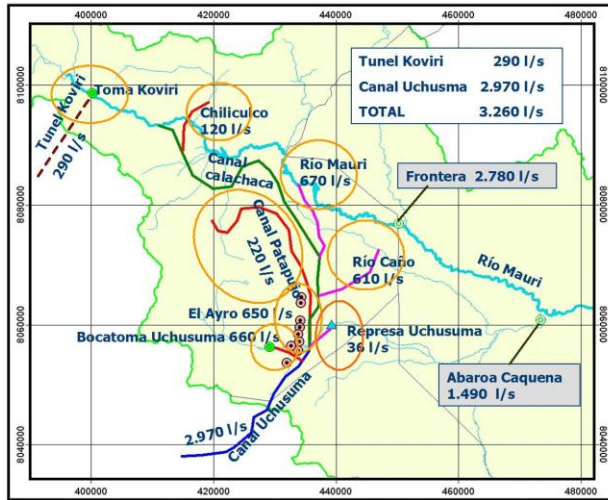 400000 420000 440000 460000 480000
8100000
8080000
8060000
8040000
Tunel Koviri 290 l/s
Canal Uchusma 2.970 l/s
TOTAL 3.260 l/s
Toma Koviri
Tunel Koviri
290 l/s
Chiliculco
120 l/s
Canal
calachaca
Río Mauri
670 l/s
Frontera 2.780 l/s
Canal Patapujo
220 l/s
Río Caño
610 l/s
Río Mauri
El Ayro 650 l/s
Bocatoma Uchusuma 660 l/s
Represa Uchusuma
36 l/s
Abaroa Caquena
1.490 l/s
2.970 l/s
Canal Uchusuma
8100000
8080000
8060000
8040000
400000 420000 440000 460000 480000